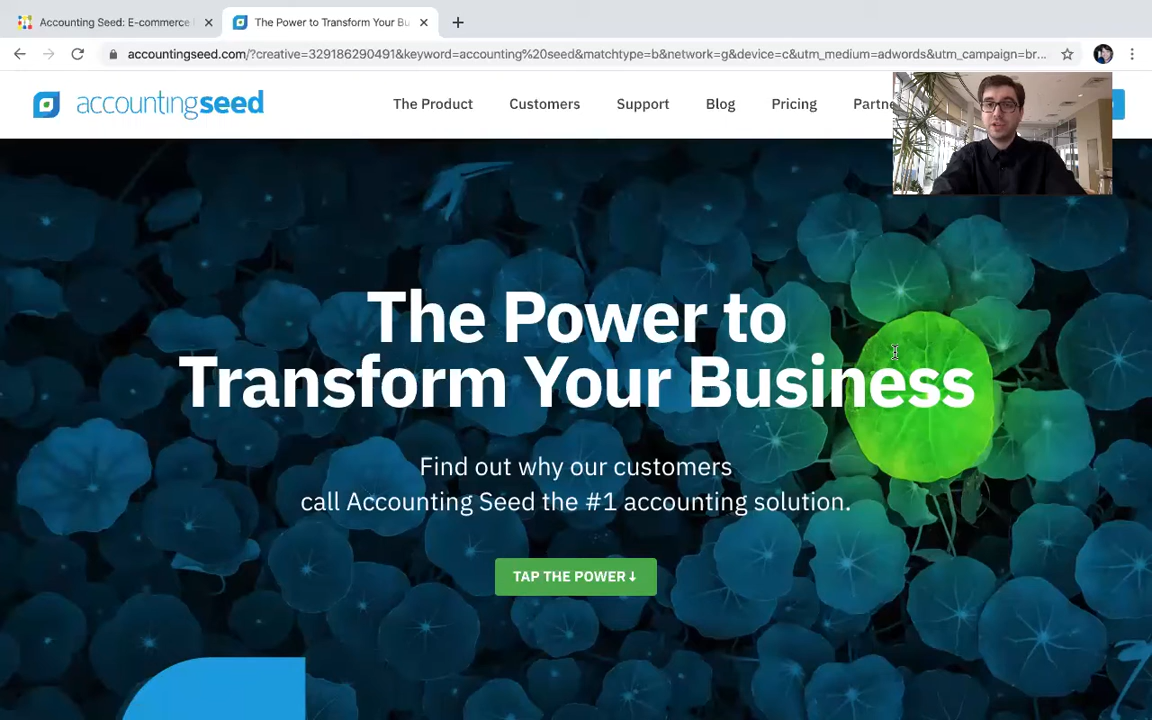 Accounting Seed: E-commerce
The Power to Transform Your Bu
accountingseed.com/?creative=329186290491&keyword=accounting%20seed&matchtype=b&network=g&device=c&utm_medium=adwords&utm_campaign=br...
accountingseed
The Product
Customers
Support
Blog
Pricing
Partne
The Power to
Transform Your Business
Find out why our customers
call Accounting Seed the #1 accounting solution.
TAP THE POWER↓